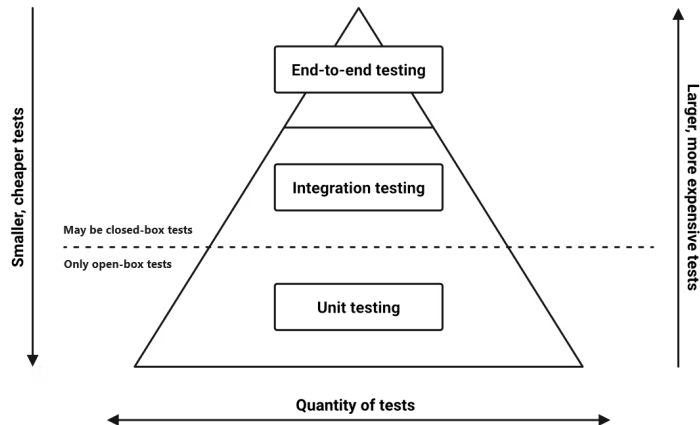 End-to-end testing
Smaller, cheaper tests
Larger, more expensive tests
Integration testing
May be closed-box tests
Only open-box tests
Unit testing
Quantity of tests